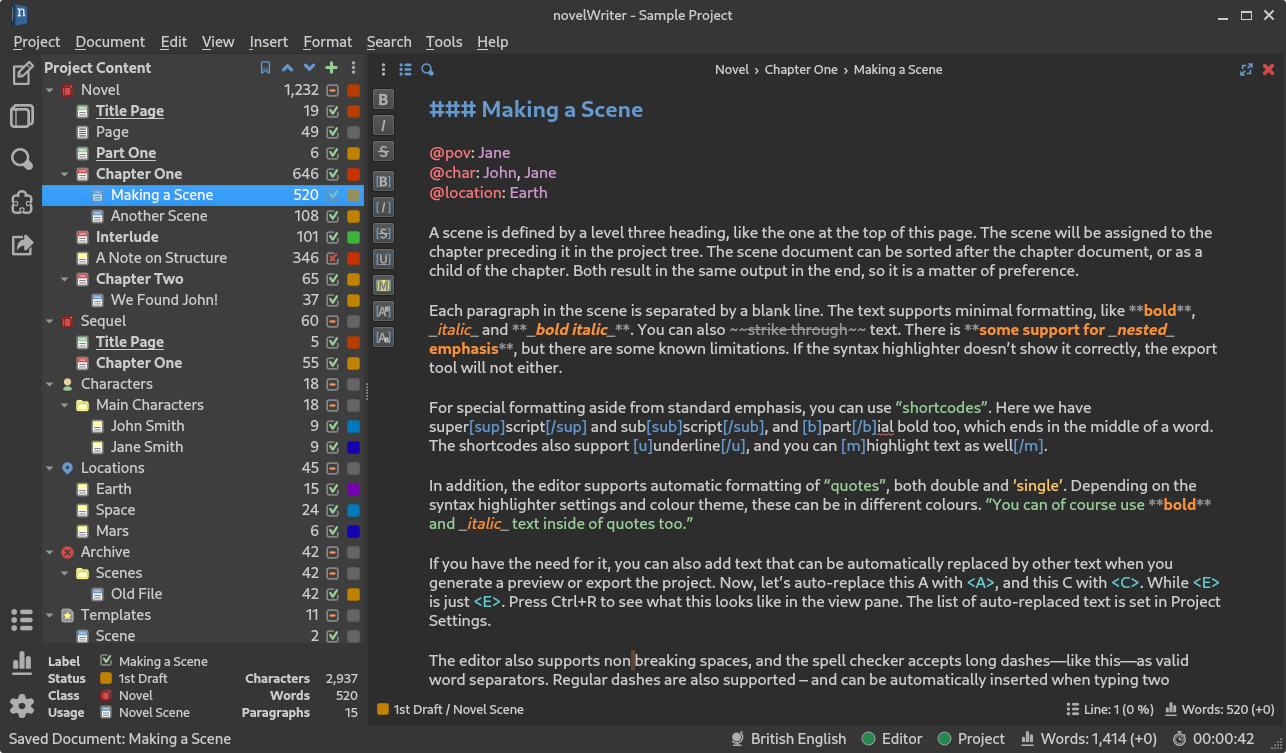 novelWriter - Sample Project
Project Document Edit View Insert Format Search Tools Help
Project Content
Novel 1,232
Title Page 19
Page 49
Part One 6
Chapter One 646
Making a Scene 520
Another Scene 108
Interlude 101
A Note on Structure 346
Chapter Two 65
We Found John! 37
Sequel 60
Title Page 5
Chapter One 55
Characters 18
Main Characters 18
John Smith 9
Jane Smith 9
Locations 45
Earth 15
Space 24
Mars 6
Archive 42
Scenes 42
Old File 42
Templates 11
Scene 2
Label Making a Scene
Status 1st Draft Characters 2,937
Class Novel Words 520
Usage Novel Scene Paragraphs 15
Novel › Chapter One › Making a Scene
B
I
S
[B]
[I]
[S]
[U]
[M]
### Making a Scene
@pov: Jane
@char: John, Jane
@location: Earth
A scene is defined by a level three heading, like the one at the top of this page. The scene will be assigned to the
chapter preceding it in the project tree. The scene document can be sorted after the chapter document, or as a
child of the chapter. Both result in the same output in the end, so it is a matter of preference.
Each paragraph in the scene is separated by a blank line. The text supports minimal formatting, like **bold**,
_italic_ and **_bold italic_**. You can also ~~strike through~~ text. There is **some support for _nested_
emphasis**, but there are some known limitations. If the syntax highlighter doesn’t show it correctly, the export
tool will not either.
For special formatting aside from standard emphasis, you can use “shortcodes”. Here we have
super[sup]script[/sup] and sub[sub]script[/sub], and [b]part[/b]ial bold too, which ends in the middle of a word.
The shortcodes also support [u]underline[/u], and you can [m]highlight text as well[/m].
In addition, the editor supports automatic formatting of “quotes”, both double and ‘single’. Depending on the
syntax highlighter settings and colour theme, these can be in different colours. “You can of course use **bold**
and _italic_ text inside of quotes too.”
If you have the need for it, you can also add text that can be automatically replaced by other text when you
generate a preview or export the project. Now, let’s auto-replace this A with <A>, and this C with <C>. While <E>
is just <E>. Press Ctrl+R to see what this looks like in the view pane. The list of auto-replaced text is set in Project
Settings.
The editor also supports non breaking spaces, and the spell checker accepts long dashes—like this—as valid
word separators. Regular dashes are also supported – and can be automatically inserted when typing two
1st Draft / Novel Scene Line: 1 (0 %) Words: 520 (+0)
Saved Document: Making a Scene British English Editor Project Words: 1,414 (+0) 00:00:42